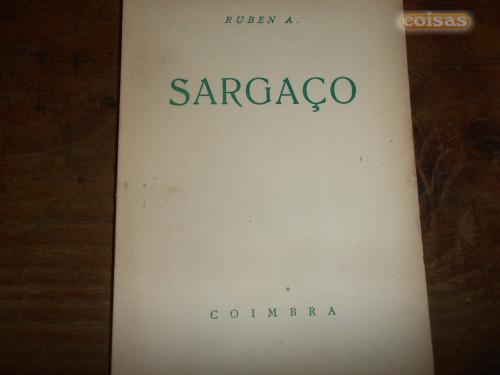 RUBEN A.
coisas
SARGAÇO
COIMBRA